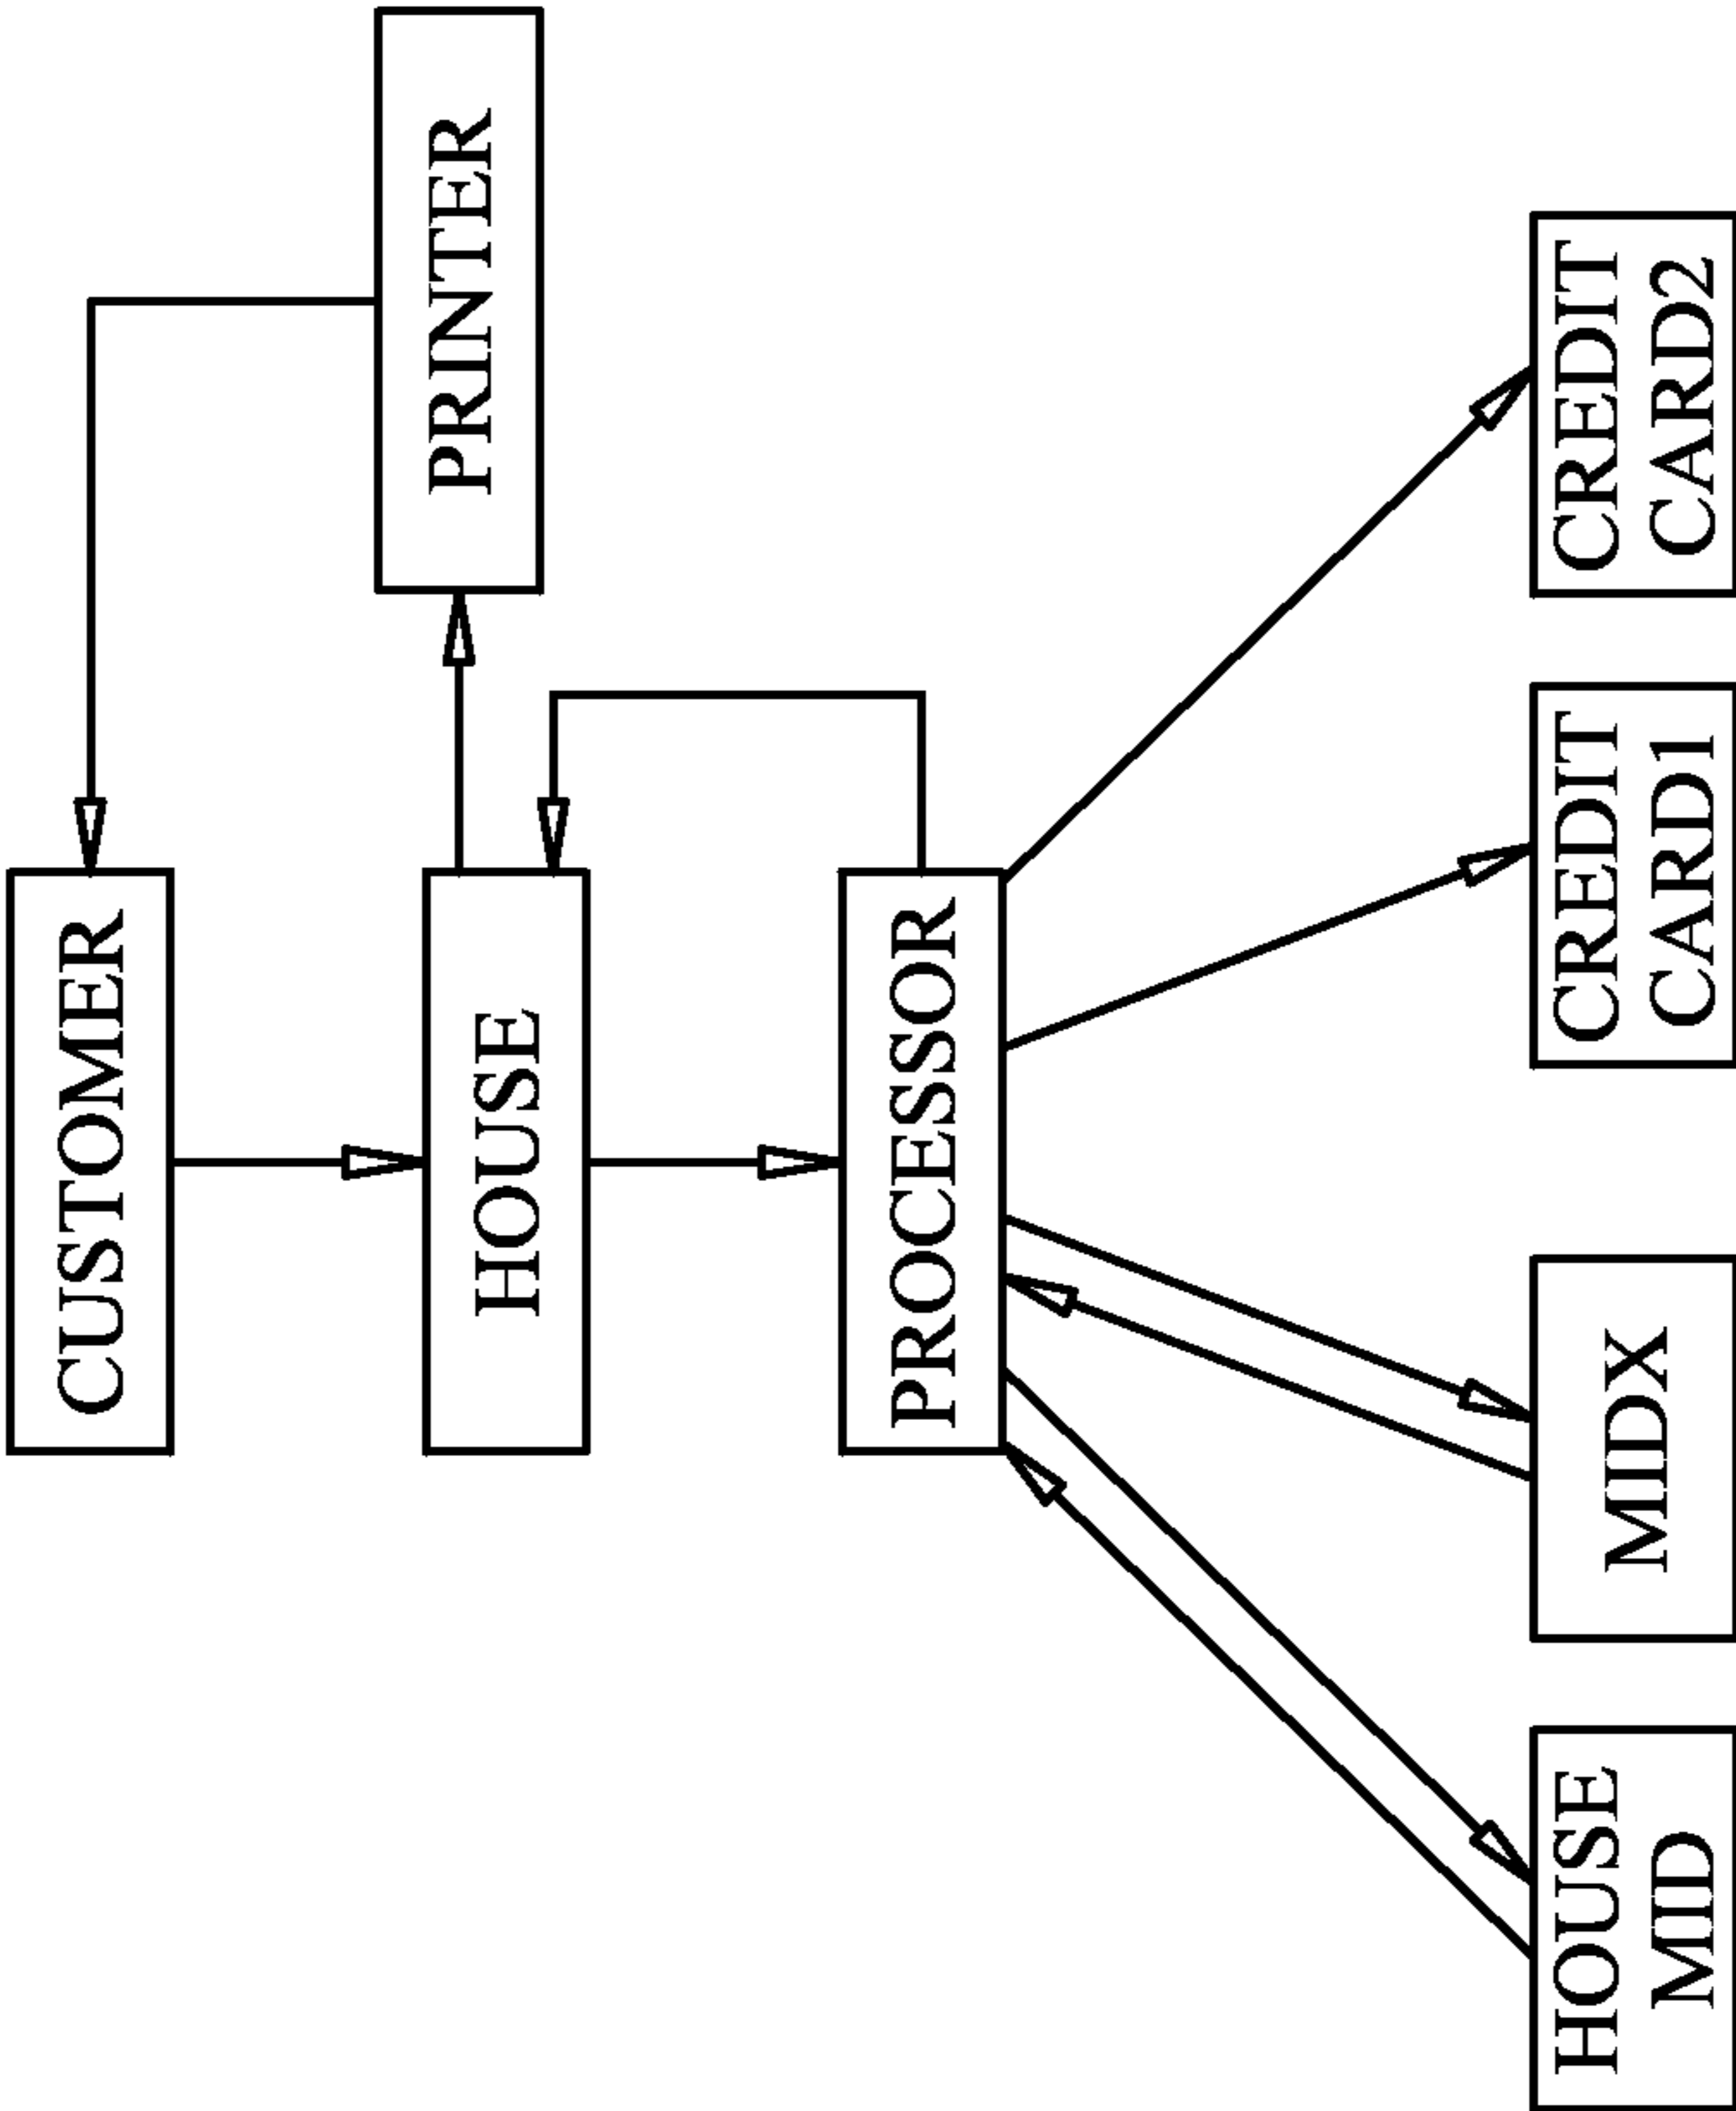 CUSTOMER
PRINTER
HOUSE
PROCESSOR
HOUSE
MID
MIDX
CREDIT
CARD1
CREDIT
CARD2